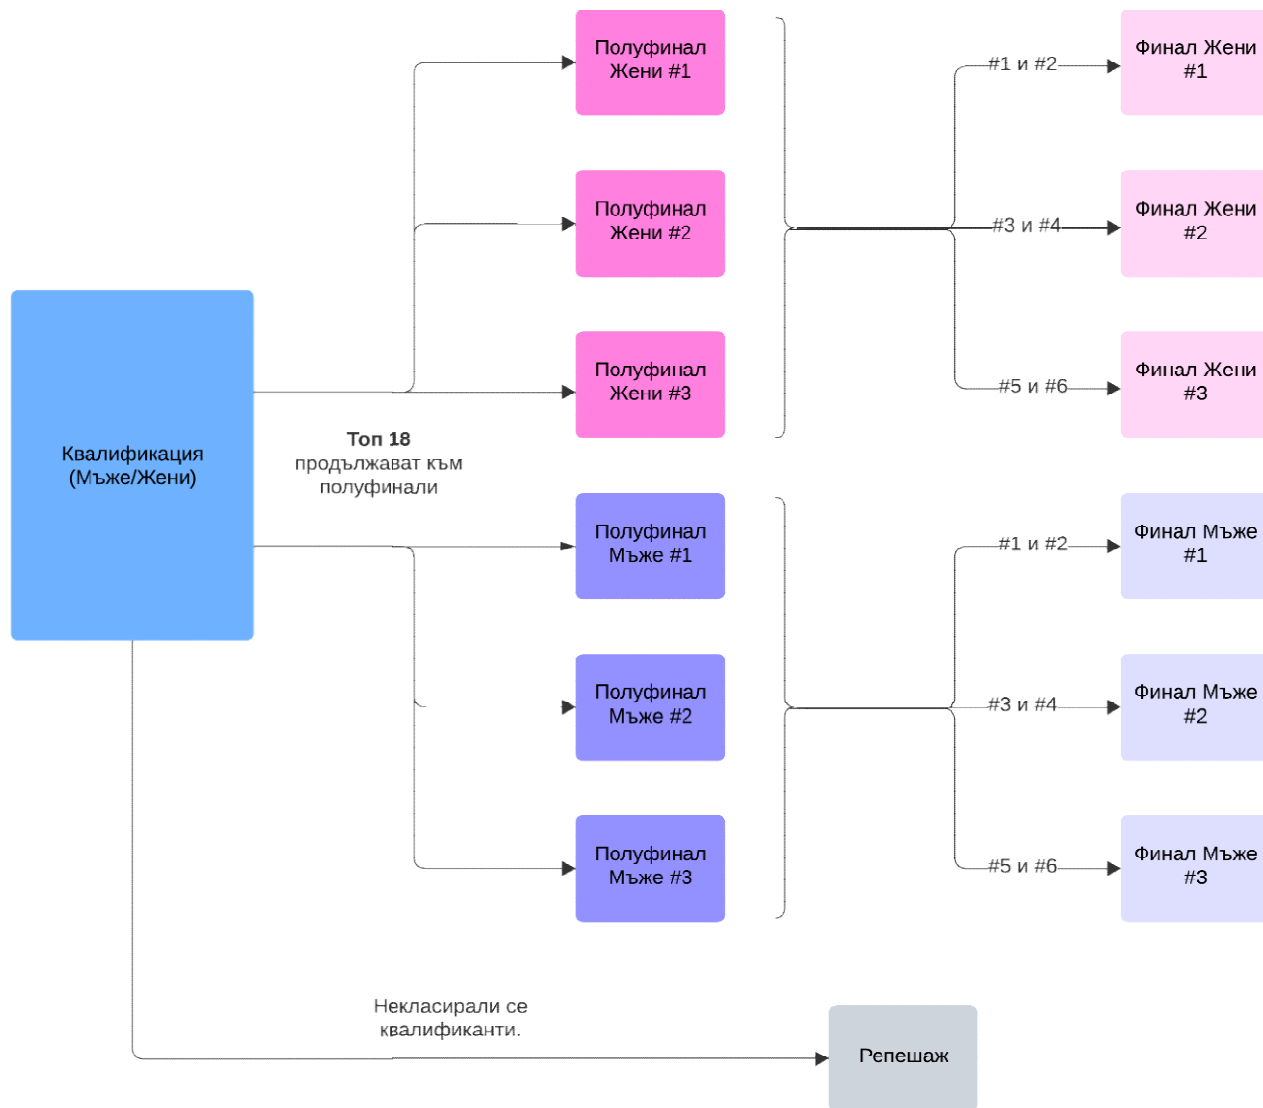 Полуфинал
Жени #1
#1 и #2
Финал Жени
#1
Полуфинал
Жени #2
#3 и #4
Финал Жени
#2
Полуфинал
Жени #3
#5 и #6
Финал Жени
#3
Квалификация
(Мъже/Жени)
Топ 18
продължават към
полуфинали
Полуфинал
Мъже #1
#1 и #2
Финал Мъже
#1
Полуфинал
Мъже #2
#3 и #4
Финал Мъже
#2
Полуфинал
Мъже #3
#5 и #6
Финал Мъже
#3
Некласирали се
квалификанти.
Репешаж